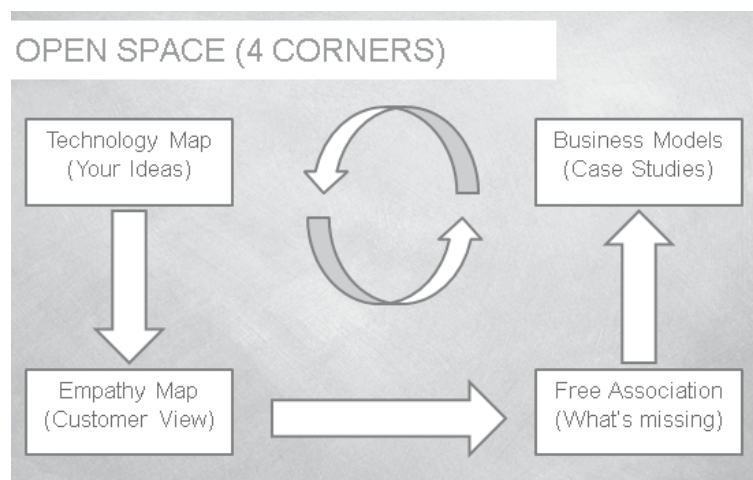 OPEN SPACE (4 CORNERS)
Technology Map
(Your Ideas)
Business Models
(Case Studies)
Empathy Map
(Customer View)
Free Association
(What's missing)